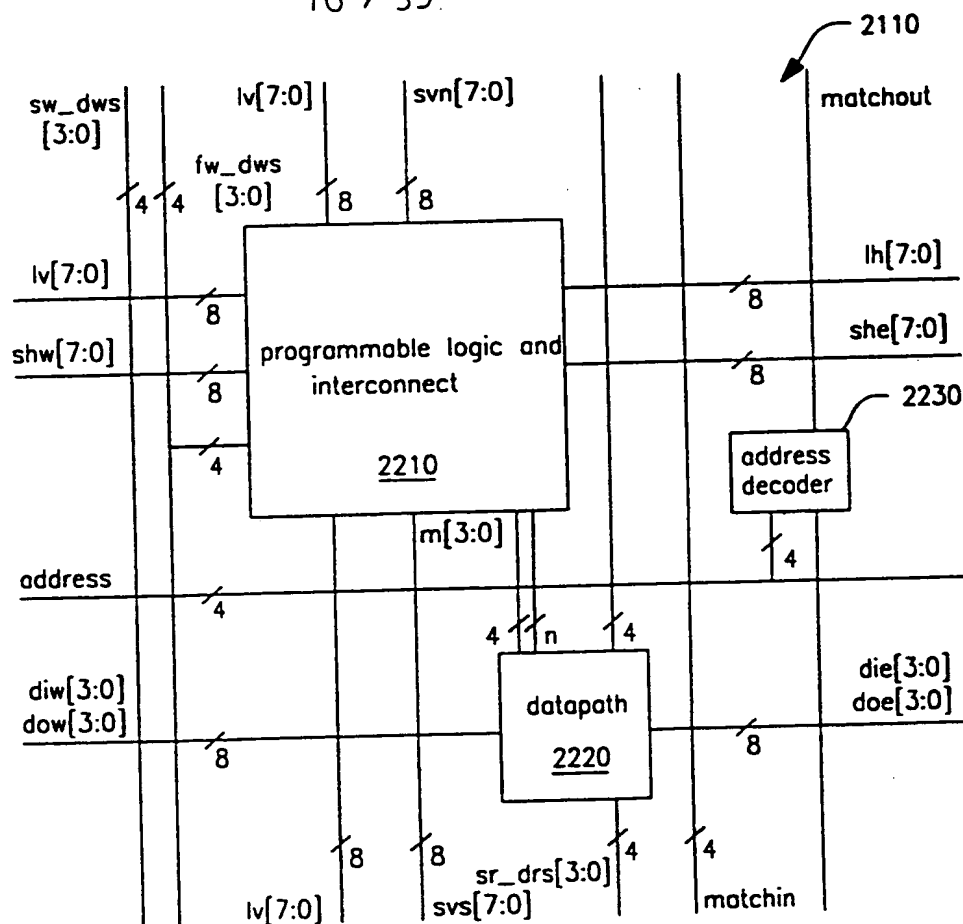 16 / 39
2110
sw_dws
[3:0]
lv[7:0]
svn[7:0]
matchout
fw_dws
[3:0]
4
4
8
8
lv[7:0]
lh[7:0]
8
8
shw[7:0]
she[7:0]
8
8
programmable logic and
interconnect
2210
4
2230
address
decoder
4
m[3:0]
address
4
4
n
4
diw[3:0]
dow[3:0]
8
datapath
2220
die[3:0]
doe[3:0]
8
8
8
4
4
lv[7:0]
svs[7:0]
sr_drs[3:0]
matchin